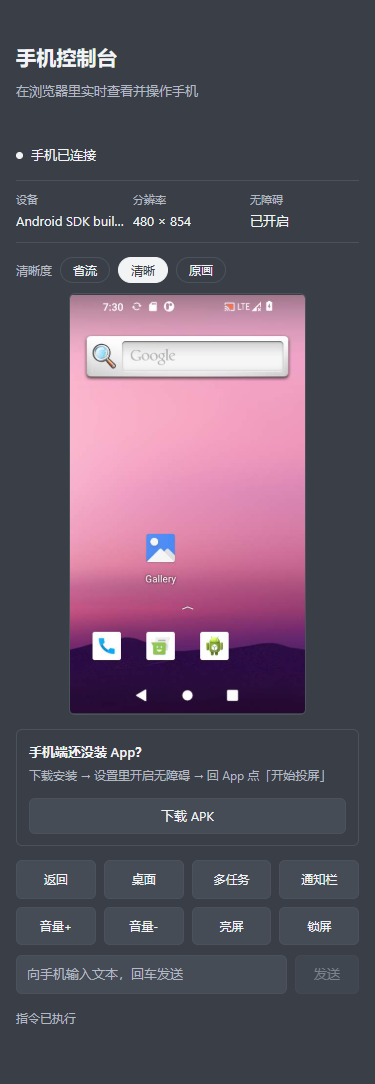 手机控制台
在浏览器里实时查看并操作手机
手机已连接
设备 分辨率 无障碍
Android SDK buil... 480 × 854 已开启
清晰度 省流 清晰 原画
7:30 LTE
Google
Gallery
手机端还没装 App?
下载安装 → 设置里开启无障碍 → 回 App 点「开始投屏」
下载 APK
返回 桌面 多任务 通知栏
音量+ 音量- 亮屏 锁屏
向手机输入文本，回车发送 发送
指令已执行